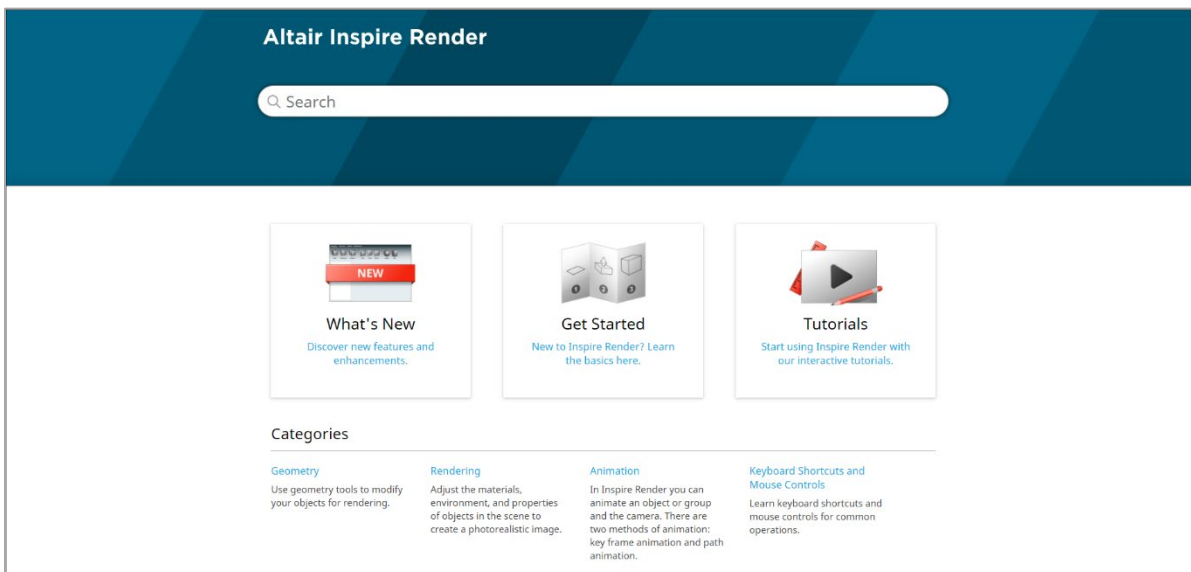 Altair Inspire Render
Search
NEW
What's New
Discover new features and
enhancements.
1 2 3
Get Started
New to Inspire Render? Learn
the basics here.
Tutorials
Start using Inspire Render with
our interactive tutorials.
Categories
Geometry
Use geometry tools to modify
your objects for rendering.
Rendering
Adjust the materials,
environment, and properties
of objects in the scene to
create a photorealistic image.
Animation
In Inspire Render you can
animate an object or group
and the camera. There are
two methods of animation:
key frame animation and path
animation.
Keyboard Shortcuts and
Mouse Controls
Learn keyboard shortcuts and
mouse controls for common
operations.